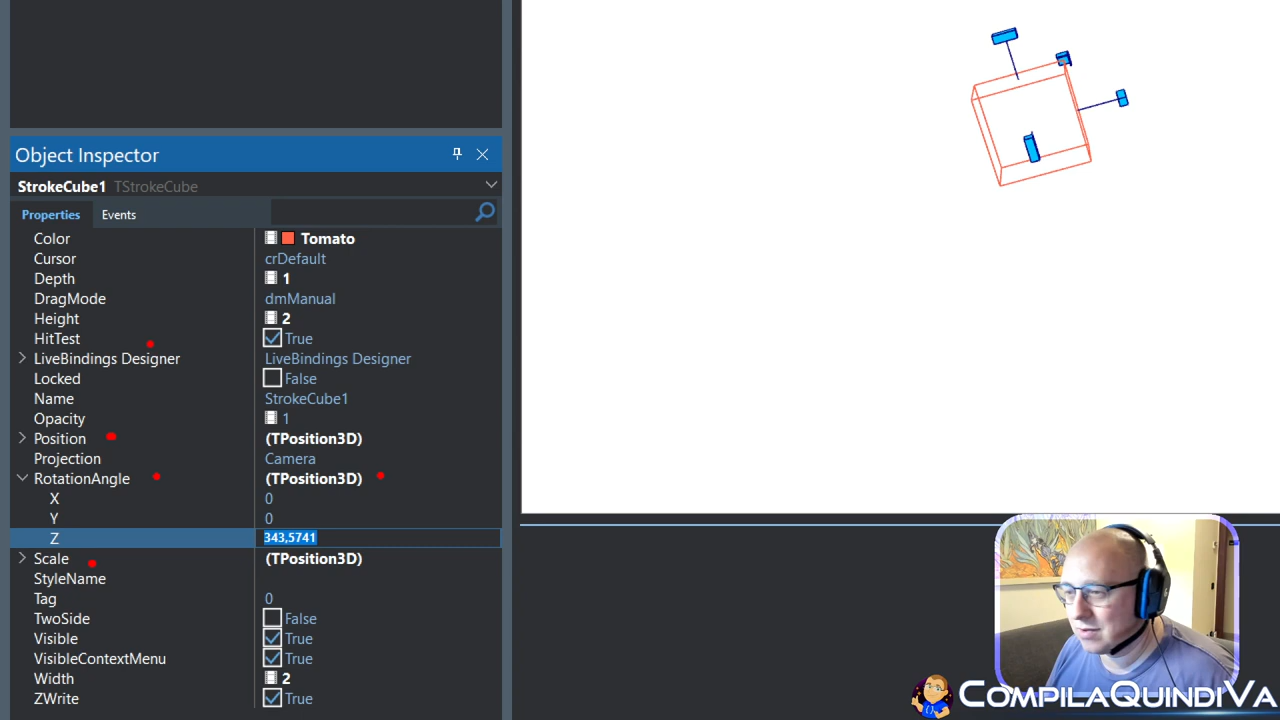 Object Inspector
StrokeCube1 TStrokeCube
Properties Events
Color Tomato
Cursor crDefault
Depth 1
DragMode dmManual
Height 2
HitTest True
LiveBindings Designer LiveBindings Designer
Locked False
Name StrokeCube1
Opacity 1
Position (TPosition3D)
Projection Camera
RotationAngle (TPosition3D)
X 0
Y 0
Z 343,5741
Scale (TPosition3D)
StyleName
Tag 0
TwoSide False
Visible True
VisibleContextMenu True
Width 2
ZWrite True
CompilaQuindiVa